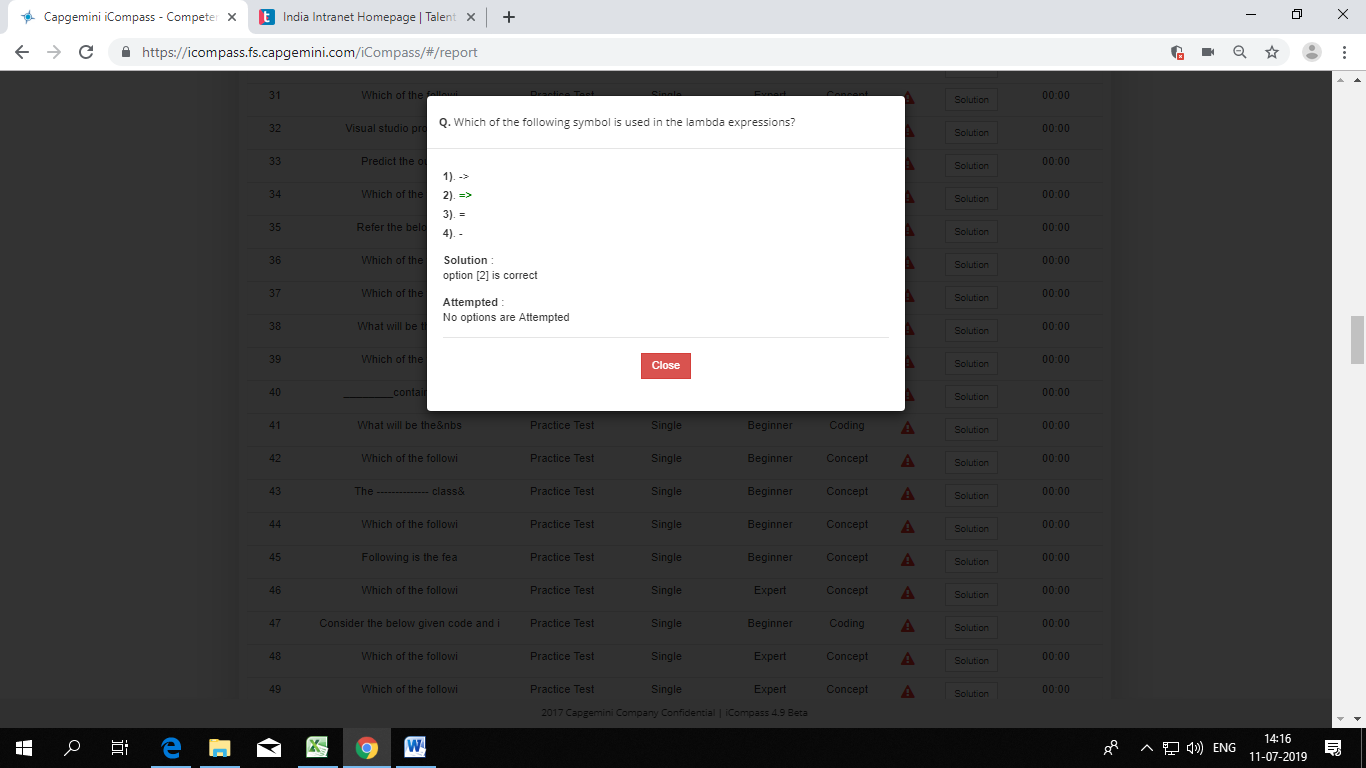 Capgemini iCompass - Competer
India Intranet Homepage | Talent
https://icompass.fs.capgemini.com/iCompass/#/report
31 Which of the followi Practice Test Single Expert Concept Solution 00:00
32 Visual studio pro Solution 00:00
33 Predict the ou Solution 00:00
34 Which of the Solution 00:00
35 Refer the belo Solution 00:00
36 Which of the Solution 00:00
37 Which of the Solution 00:00
38 What will be th Solution 00:00
39 Which of the Solution 00:00
40 ________contain Solution 00:00
Q. Which of the following symbol is used in the lambda expressions?
1). ->
2). =>
3). =
4). -
Solution :
option [2] is correct
Attempted :
No options are Attempted
Close
41 What will be the&nbs Practice Test Single Beginner Coding Solution 00:00
42 Which of the followi Practice Test Single Beginner Concept Solution 00:00
43 The -------------- class& Practice Test Single Beginner Concept Solution 00:00
44 Which of the followi Practice Test Single Beginner Concept Solution 00:00
45 Following is the fea Practice Test Single Beginner Concept Solution 00:00
46 Which of the followi Practice Test Single Expert Concept Solution 00:00
47 Consider the below given code and i Practice Test Single Beginner Coding Solution 00:00
48 Which of the followi Practice Test Single Expert Concept Solution 00:00
49 Which of the followi Practice Test Single Expert Concept Solution 00:00
2017 Capgemini Company Confidential | iCompass 4.9 Beta
ENG
14:16
11-07-2019